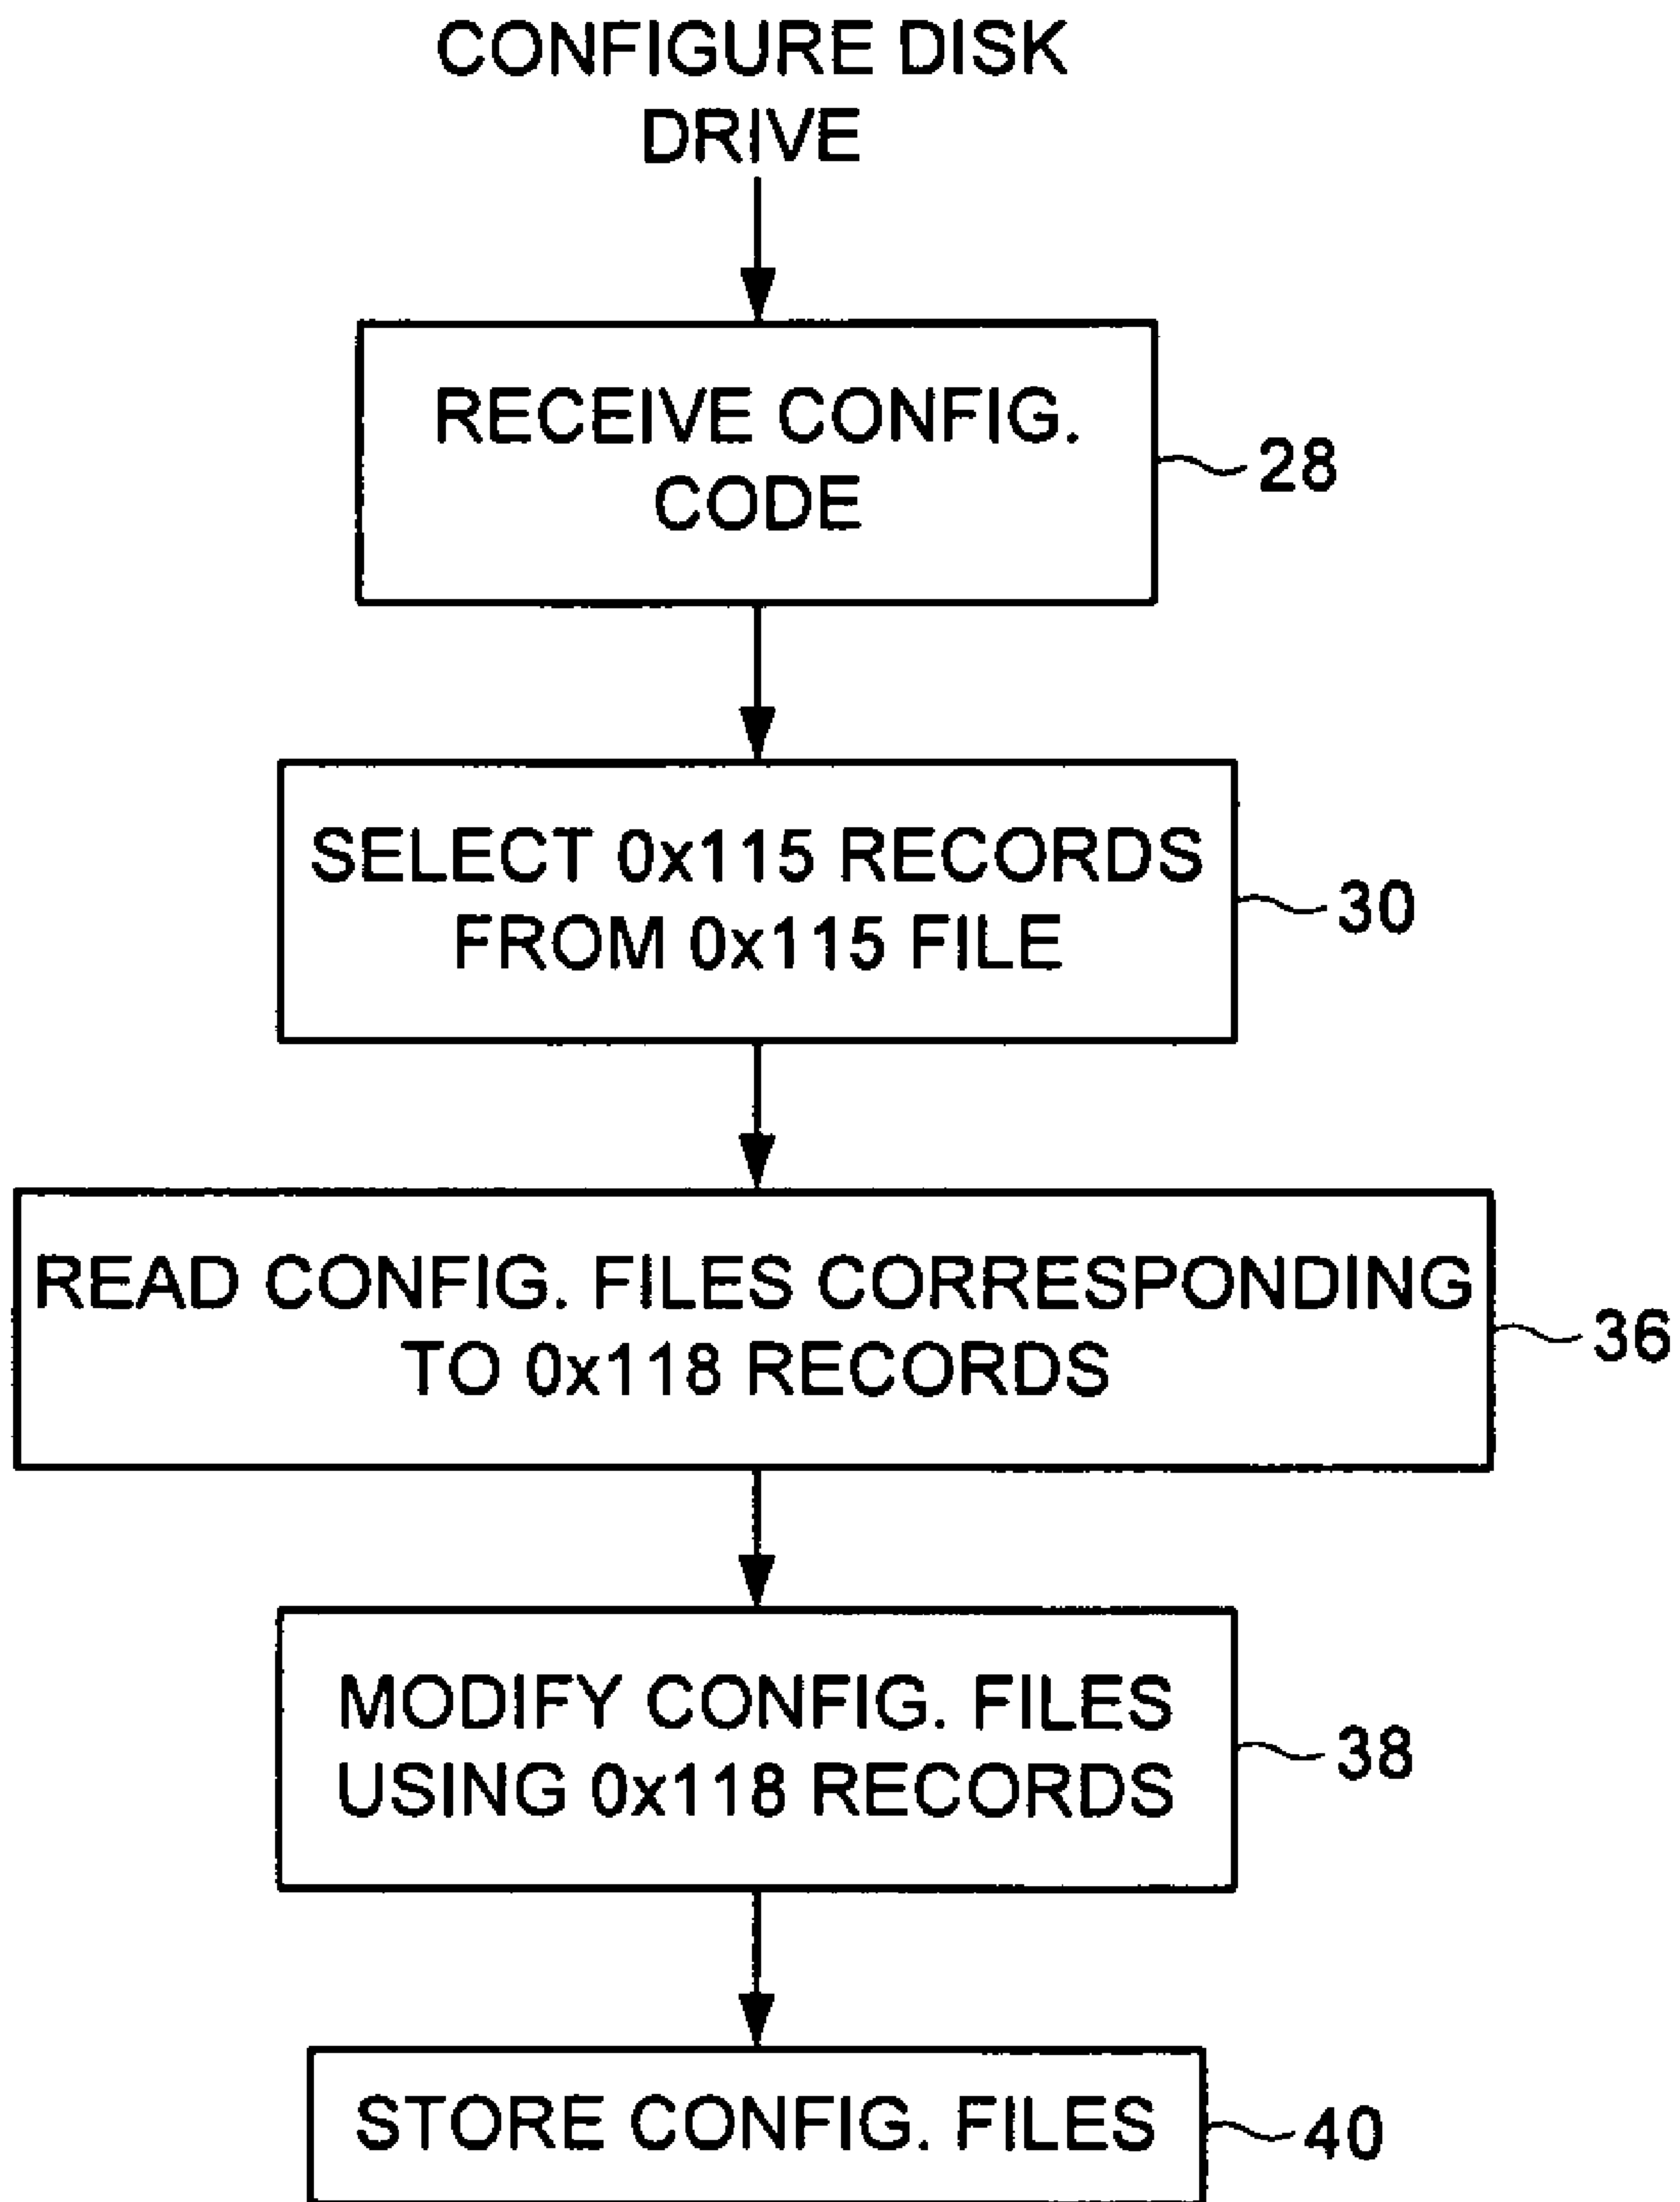 CONFIGURE DISK
DRIVE
RECEIVE CONFIG.
CODE
28
SELECT 0x115 RECORDS
FROM 0x115 FILE
30
READ CONFIG. FILES CORRESPONDING
TO 0x118 RECORDS
36
MODIFY CONFIG. FILES
USING 0x118 RECORDS
38
STORE CONFIG. FILES
40